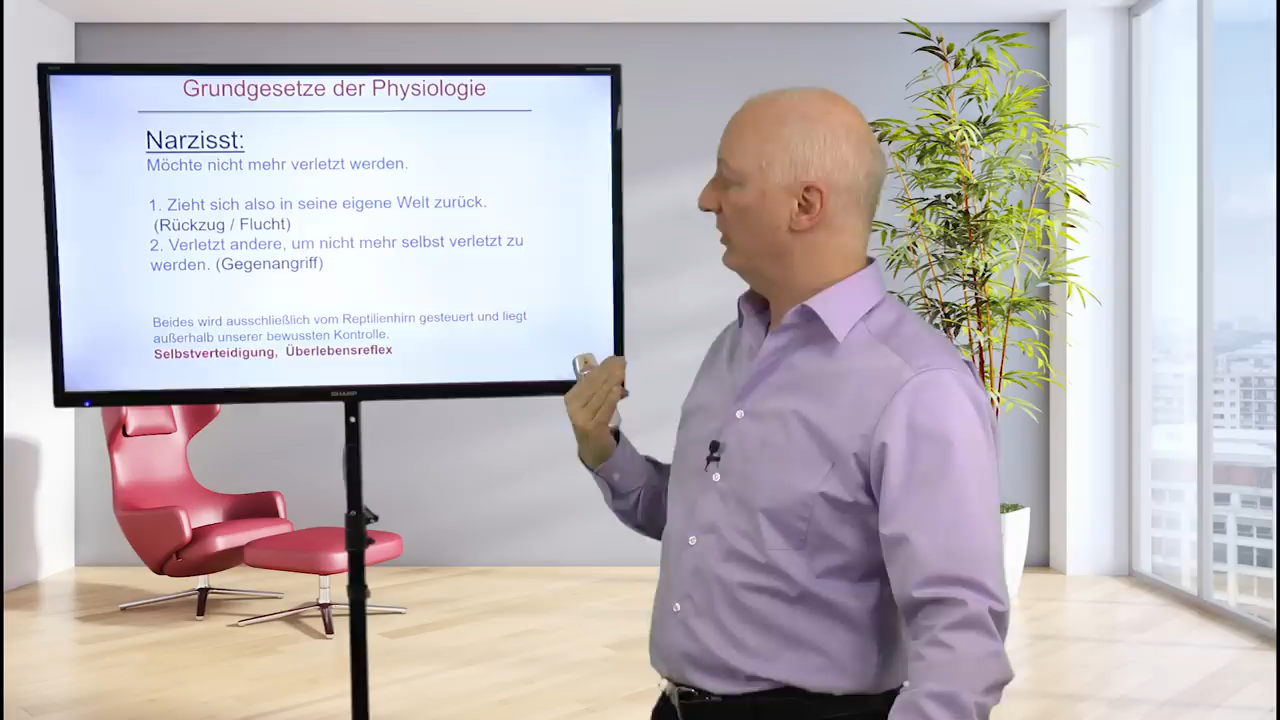 Grundgesetze der Physiologie
Narzisst:
Möchte nicht mehr verletzt werden.
1. Zieht sich also in seine eigene Welt zurück.
(Rückzug / Flucht)
2. Verletzt andere, um nicht mehr selbst verletzt zu
werden. (Gegenangriff)
Beides wird ausschließlich vom Reptilienhirn gesteuert und liegt
außerhalb unserer bewussten Kontrolle.
Selbstverteidigung, Überlebensreflex
SHARP